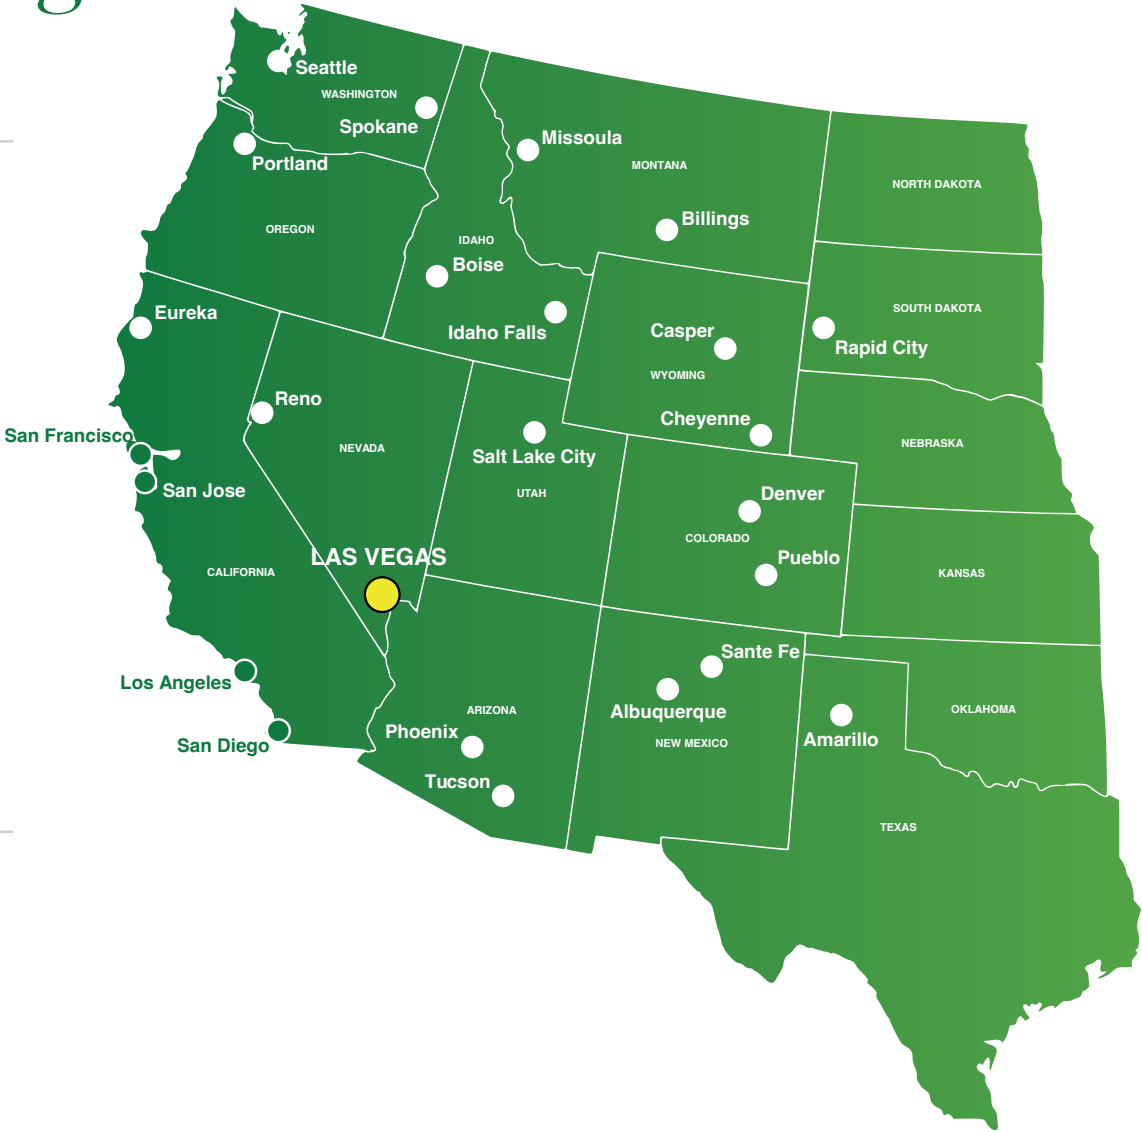 Seattle
WASHINGTON
Spokane
Missoula
Portland
MONTANA
NORTH DAKOTA
Billings
OREGON
IDAHO
Boise
SOUTH DAKOTA
Eureka
Idaho Falls
Casper
Rapid City
WYOMING
Reno
Cheyenne
San Francisco
NEVADA
Salt Lake City
NEBRASKA
San Jose
UTAH
Denver
COLORADO
LAS VEGAS
Pueblo
CALIFORNIA
KANSAS
Sante Fe
Los Angeles
ARIZONA
Albuquerque
OKLAHOMA
Phoenix
San Diego
NEW MEXICO
Amarillo
Tucson
TEXAS